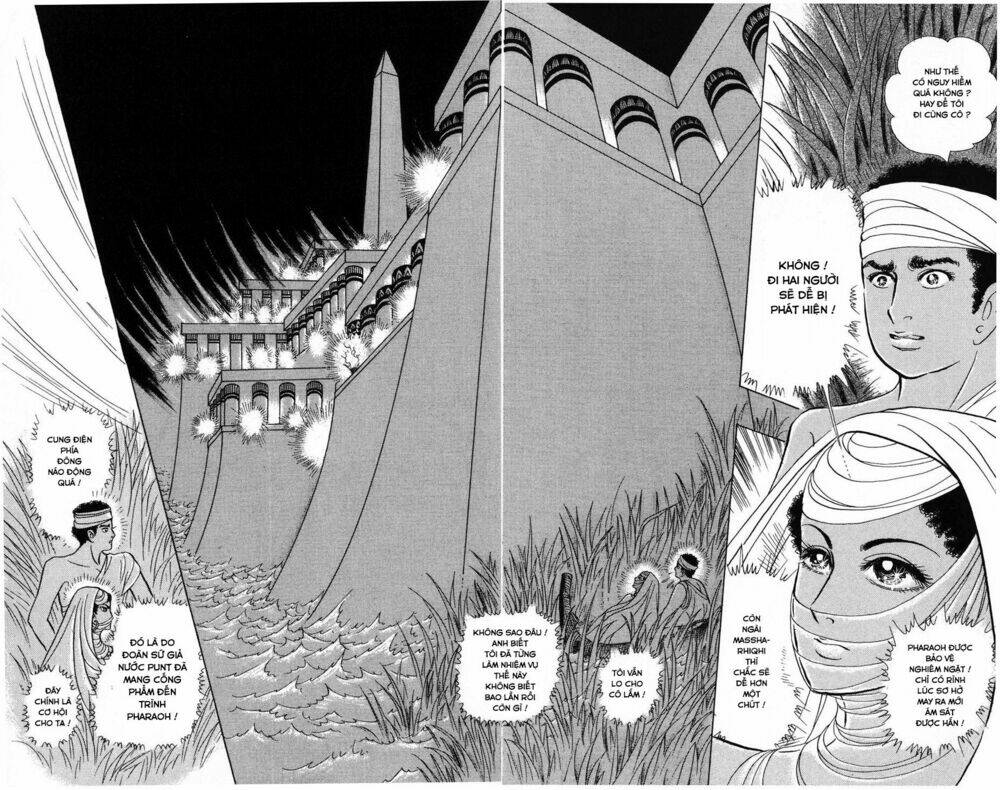 NHƯ THẾ
CÓ NGUY HIỂM
QUÁ KHÔNG ?
HAY ĐỂ TÔI
ĐI CÙNG CÔ ?
KHÔNG !
ĐI HAI NGƯỜI
SẼ DỄ BỊ
PHÁT HIỆN !
PHARAOH ĐƯỢC
BẢO VỆ
NGHIÊM NGẶT !
CHỈ CÓ RÌNH
LÚC SƠ HỞ
MAY RA MỚI
ÁM SÁT
ĐƯỢC HẮN !
CÒN
NGÀI
MASSHA-
RIQHI
THÌ
CHẮC SẼ
DỄ HƠN
MỘT
CHÚT !
TÔI VẪN
LO CHO
CÔ LẮM !
KHÔNG SAO ĐÂU !
ANH BIẾT
TÔI ĐÃ TỪNG
LÀM NHIỆM VỤ
THẾ NÀY
KHÔNG BIẾT
BAO LẦN RỒI
CÒN GÌ !
CUNG ĐIỆN
PHÍA
ĐÔNG
NÁO ĐỘNG
QUÁ !
ĐÓ LÀ DO
ĐOÀN SỨ GIẢ
NƯỚC PUNT ĐÃ
MANG CỐNG
PHẨM ĐẾN
TRÌNH
PHARAOH !
ĐÂY
CHÍNH LÀ
CƠ HỘI
CHO TA !